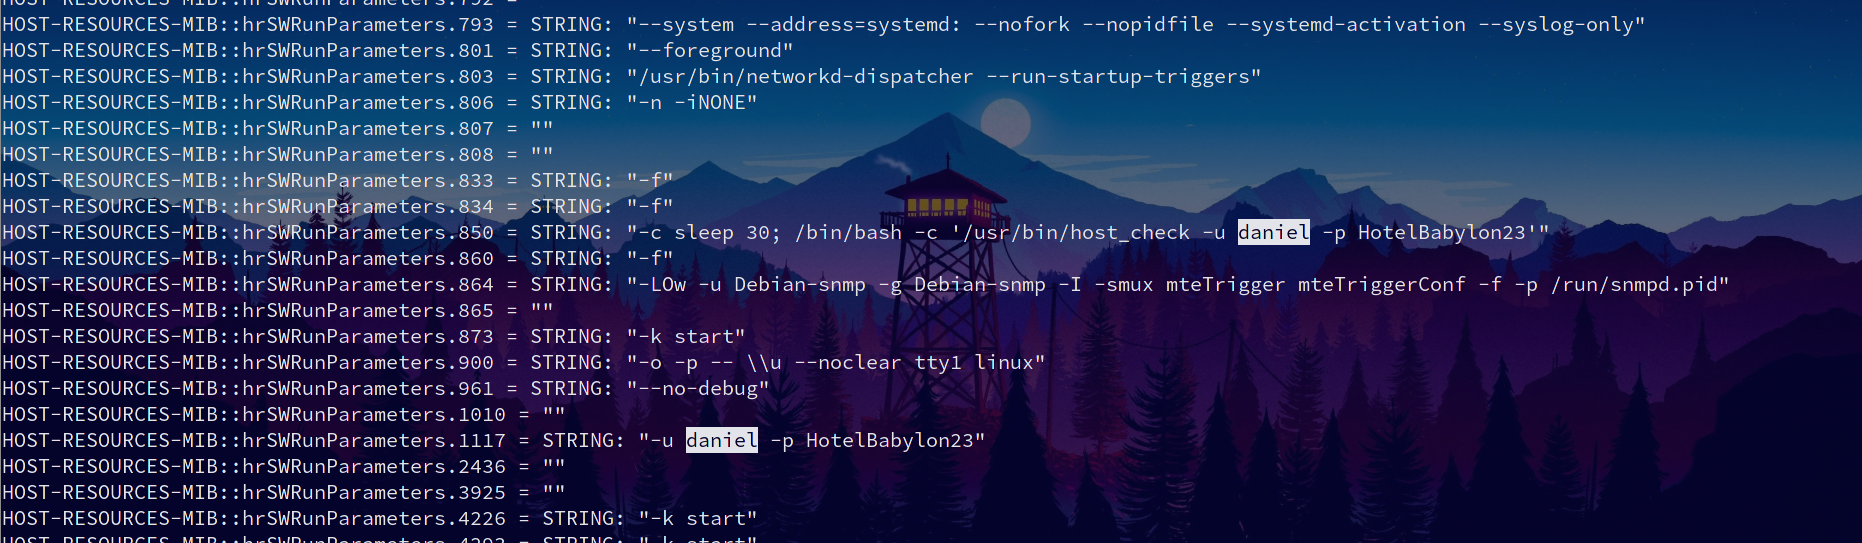 HOST-RESOURCES-MIB::hrSWRunParameters.792 =
HOST-RESOURCES-MIB::hrSWRunParameters.793 = STRING: "--system --address=systemd: --nofork --nopidfile --systemd-activation --syslog-only"
HOST-RESOURCES-MIB::hrSWRunParameters.801 = STRING: "--foreground"
HOST-RESOURCES-MIB::hrSWRunParameters.803 = STRING: "/usr/bin/networkd-dispatcher --run-startup-triggers"
HOST-RESOURCES-MIB::hrSWRunParameters.806 = STRING: "-n -iNONE"
HOST-RESOURCES-MIB::hrSWRunParameters.807 = ""
HOST-RESOURCES-MIB::hrSWRunParameters.808 = ""
HOST-RESOURCES-MIB::hrSWRunParameters.833 = STRING: "-f"
HOST-RESOURCES-MIB::hrSWRunParameters.834 = STRING: "-f"
HOST-RESOURCES-MIB::hrSWRunParameters.850 = STRING: "-c sleep 30; /bin/bash -c '/usr/bin/host_check -u daniel -p HotelBabylon23'"
HOST-RESOURCES-MIB::hrSWRunParameters.860 = STRING: "-f"
HOST-RESOURCES-MIB::hrSWRunParameters.864 = STRING: "-LOw -u Debian-snmp -g Debian-snmp -I -smux mteTrigger mteTriggerConf -f -p /run/snmpd.pid"
HOST-RESOURCES-MIB::hrSWRunParameters.865 = ""
HOST-RESOURCES-MIB::hrSWRunParameters.873 = STRING: "-k start"
HOST-RESOURCES-MIB::hrSWRunParameters.900 = STRING: "-o -p -- \\u --noclear tty1 linux"
HOST-RESOURCES-MIB::hrSWRunParameters.961 = STRING: "--no-debug"
HOST-RESOURCES-MIB::hrSWRunParameters.1010 = ""
HOST-RESOURCES-MIB::hrSWRunParameters.1117 = STRING: "-u daniel -p HotelBabylon23"
HOST-RESOURCES-MIB::hrSWRunParameters.2436 = ""
HOST-RESOURCES-MIB::hrSWRunParameters.3925 = ""
HOST-RESOURCES-MIB::hrSWRunParameters.4226 = STRING: "-k start"